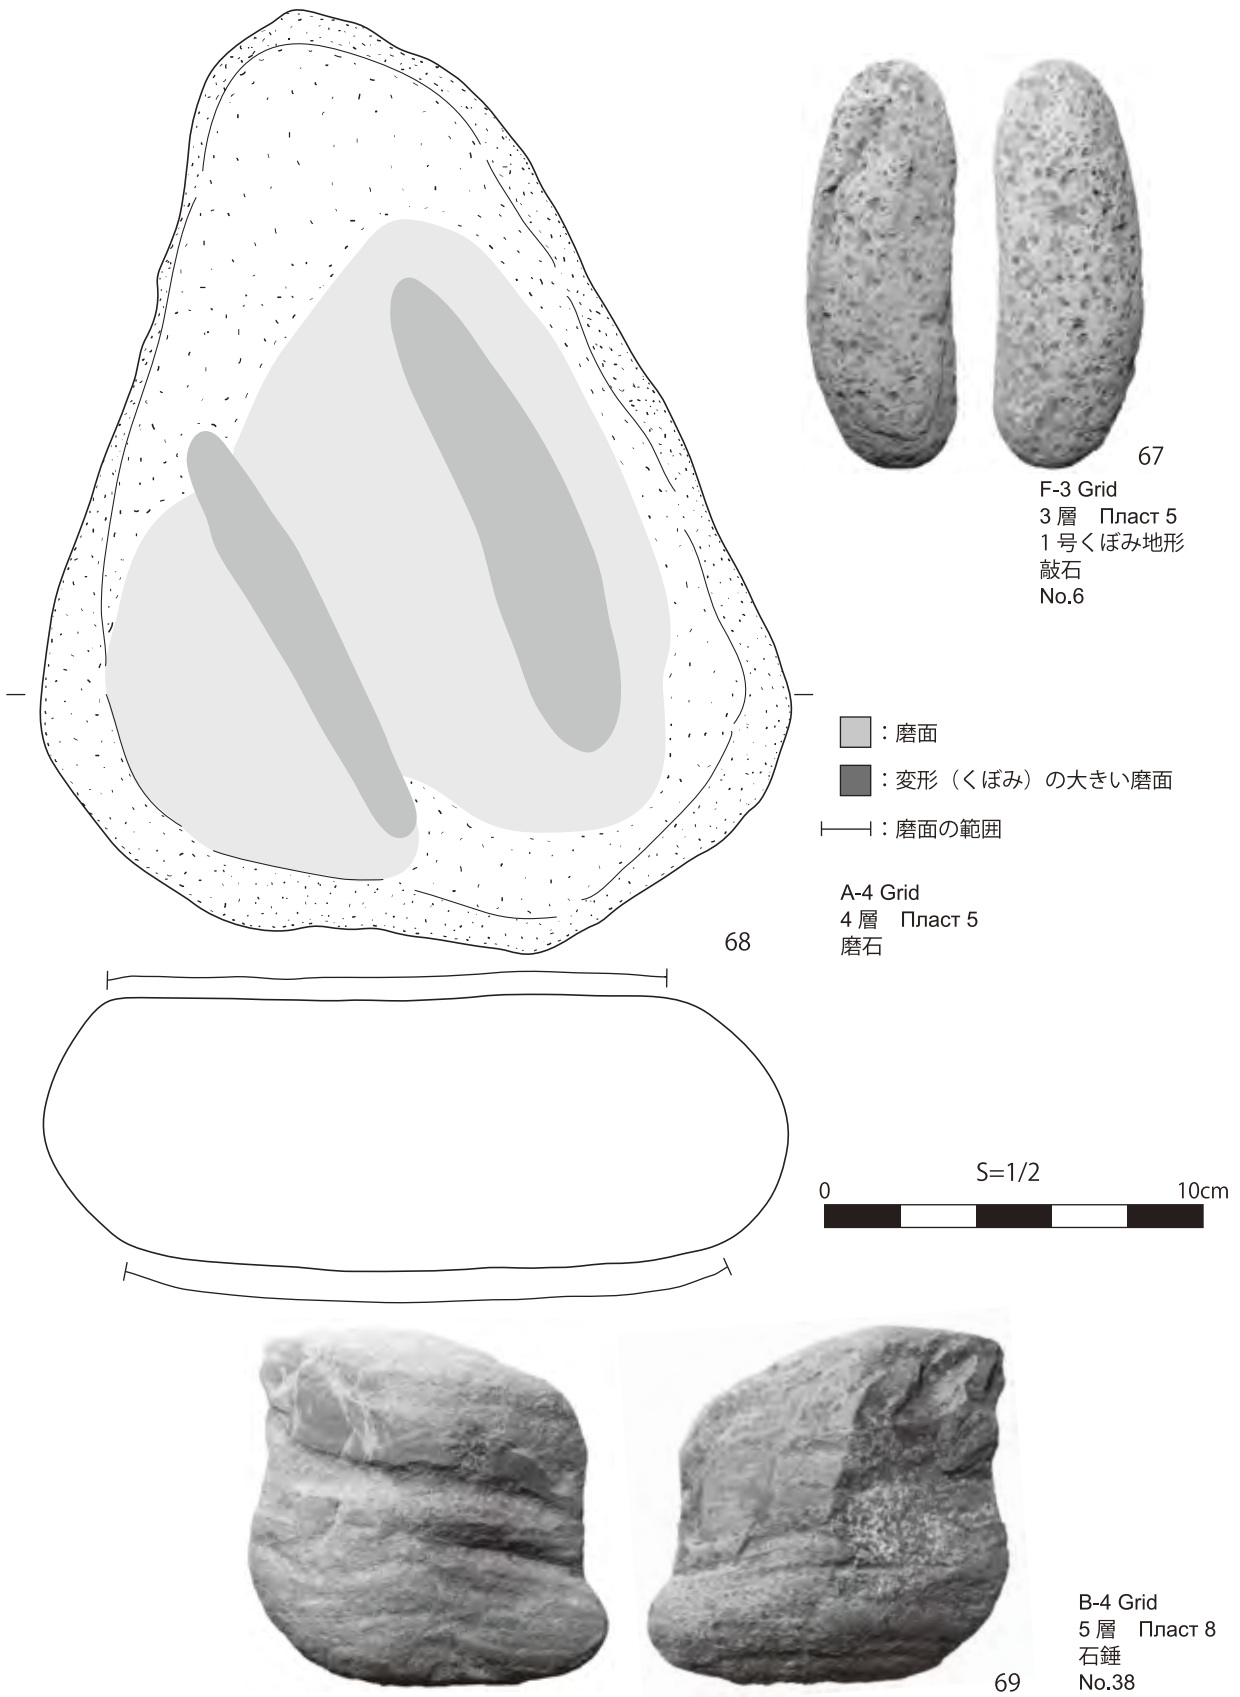 67
F-3 Grid
3 層　Пласт 5
1 号くぼみ地形
敲石
No.6
：磨面
：変形（くぼみ）の大きい磨面
：磨面の範囲
A-4 Grid
4 層　Пласт 5
磨石
68
S=1/2
0 10cm
B-4 Grid
5 層　Пласт 8
石錘
No.38
69